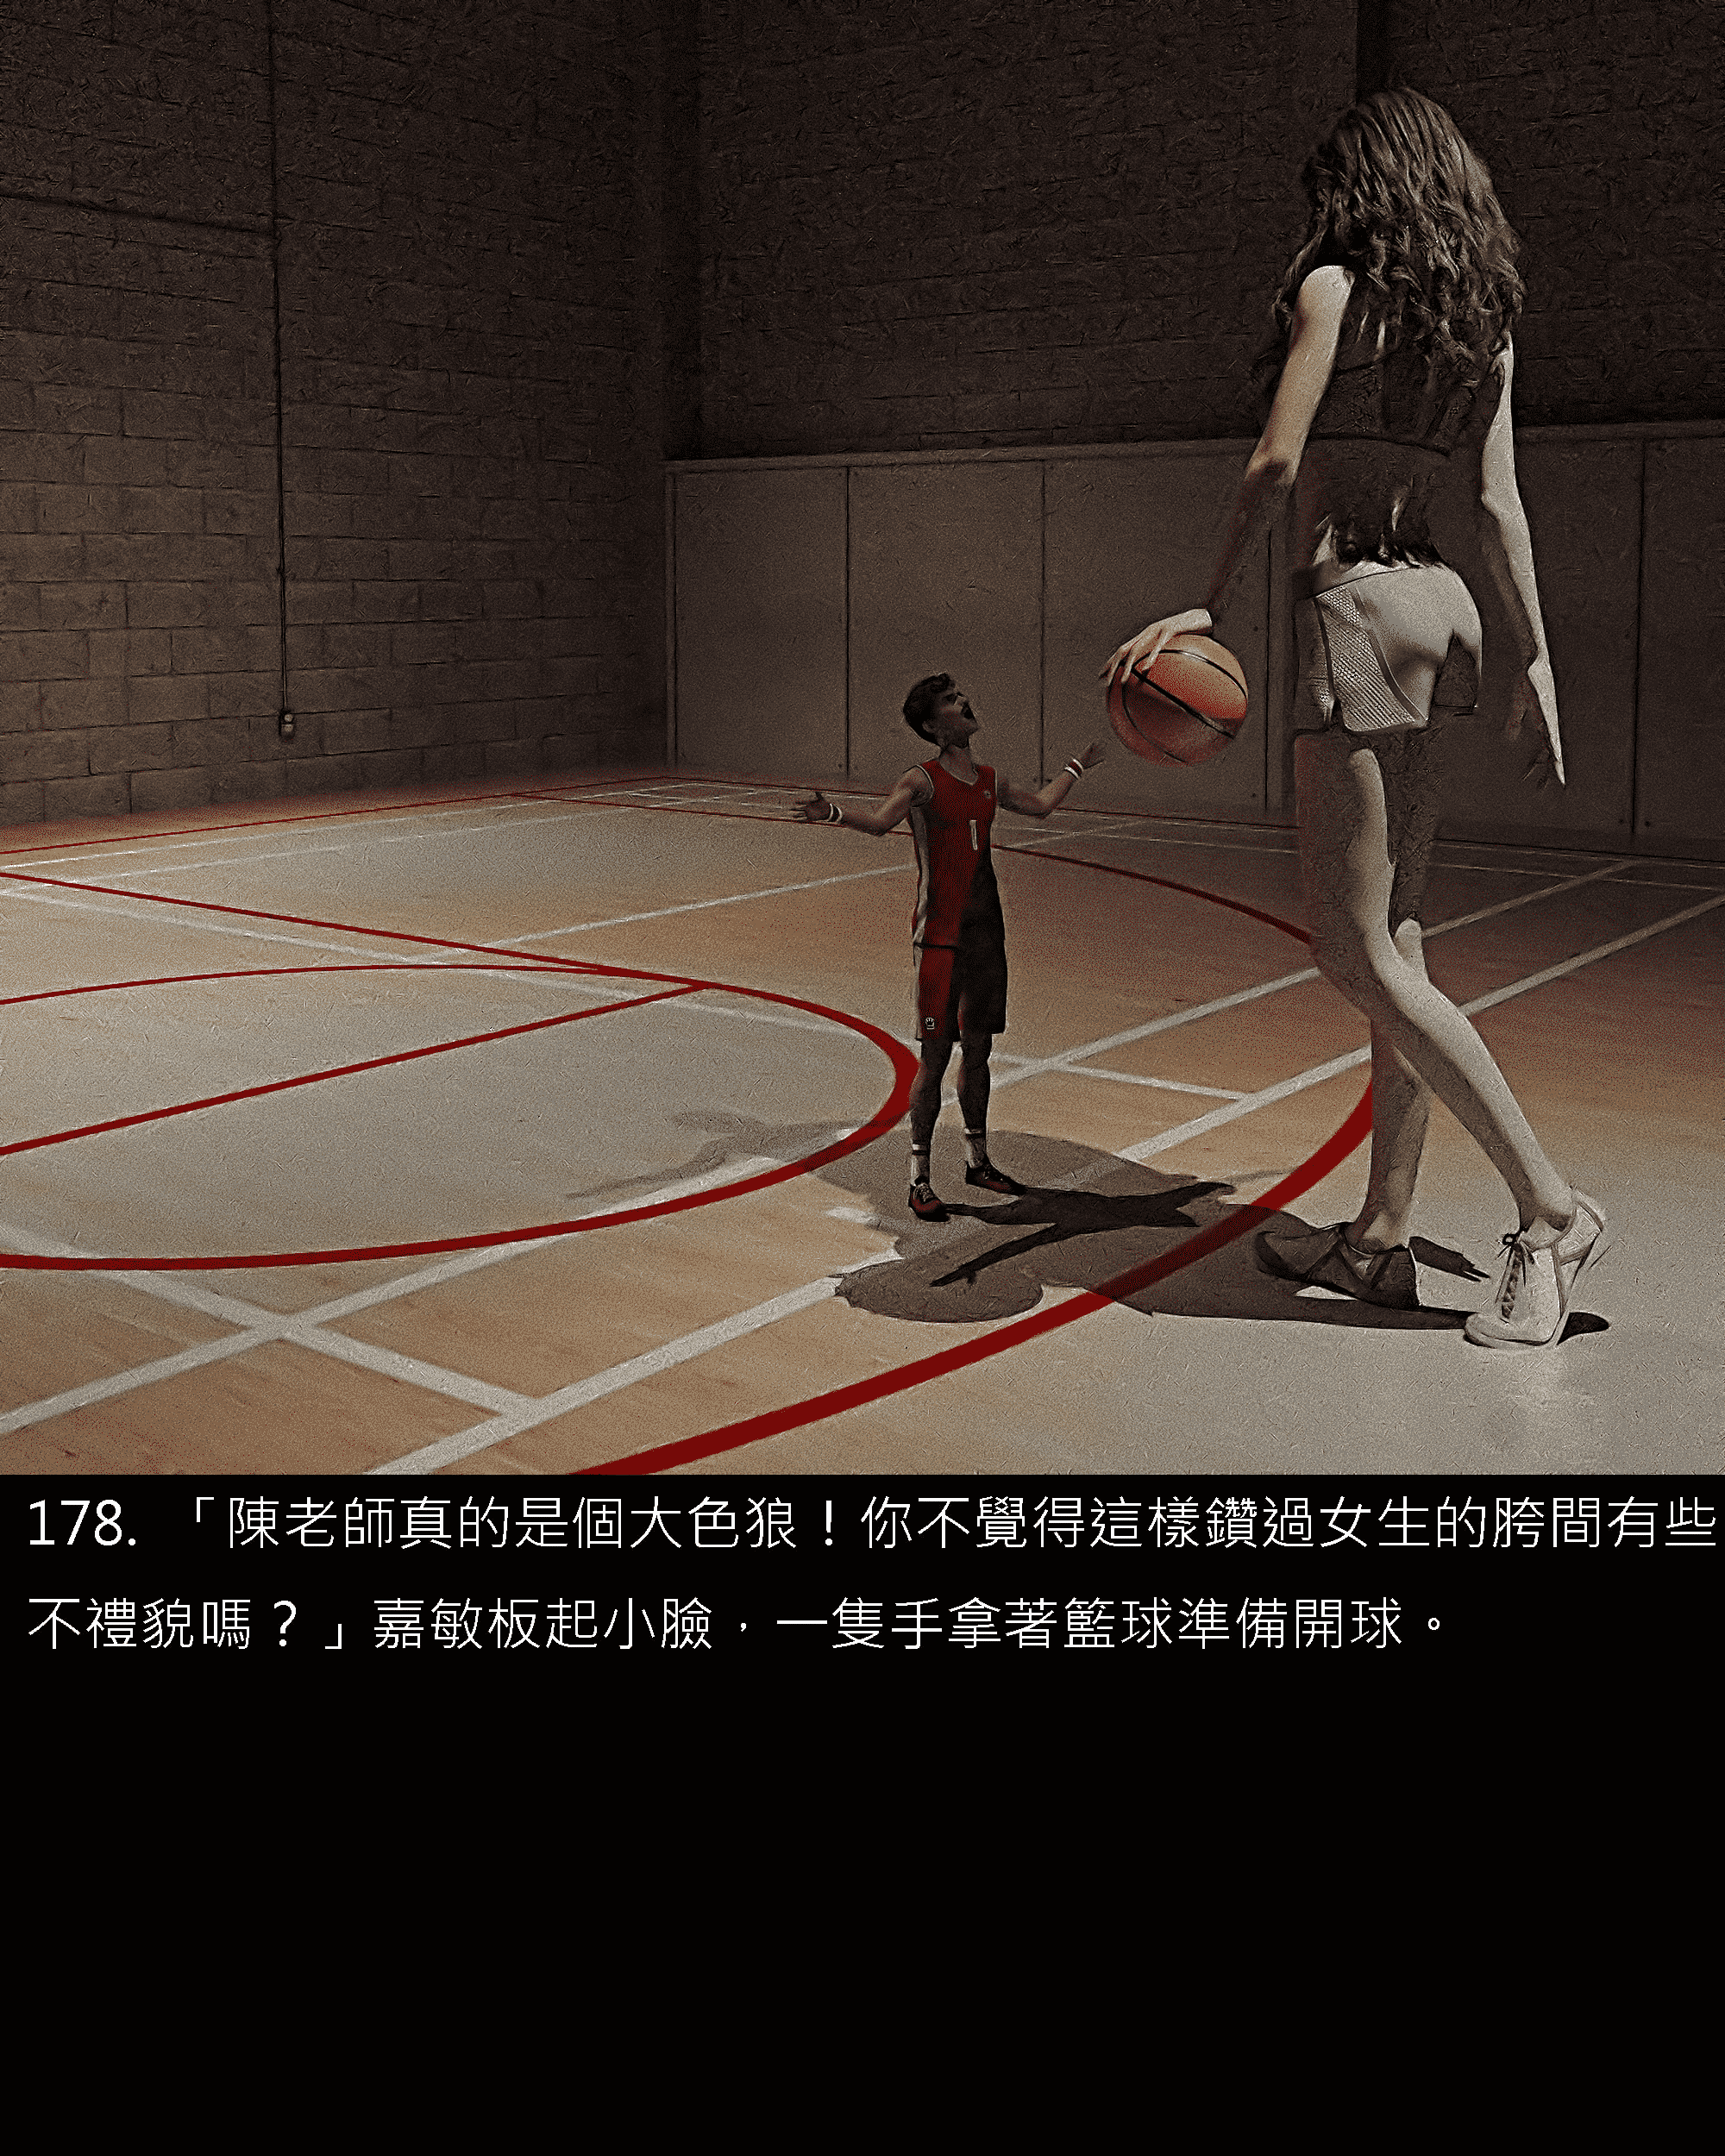 178. 「陳老師真的是個大色狼！你不覺得這樣鑽過女生的胯間有些
不禮貌嗎？」嘉敏板起小臉，一隻手拿著籃球準備開球。
1